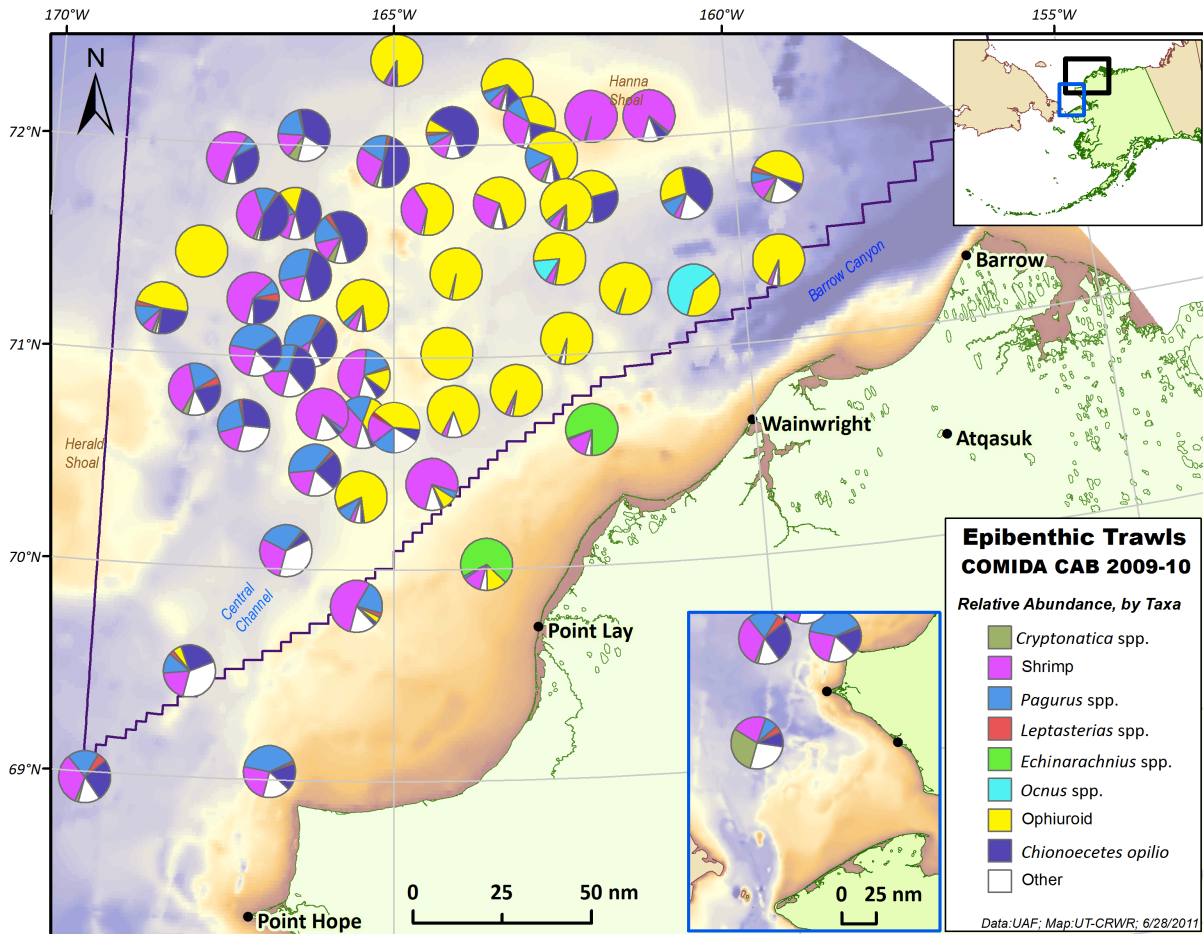 170°W 165°W 160°W 155°W
N
72°N
71°N
70°N
69°N
Hanna
Shoal
Barrow Canyon
Barrow
Wainwright
Atqasuk
Herald
Shoal
Central
Channel
Point Lay
Point Hope
0 25 50 nm
0 25 nm
Epibenthic Trawls
COMIDA CAB 2009-10
Relative Abundance, by Taxa
Cryptonatica spp.
Shrimp
Pagurus spp.
Leptasterias spp.
Echinarachnius spp.
Ocnus spp.
Ophiuroid
Chionoecetes opilio
Other
Data:UAF; Map:UT-CRWR; 6/28/2011